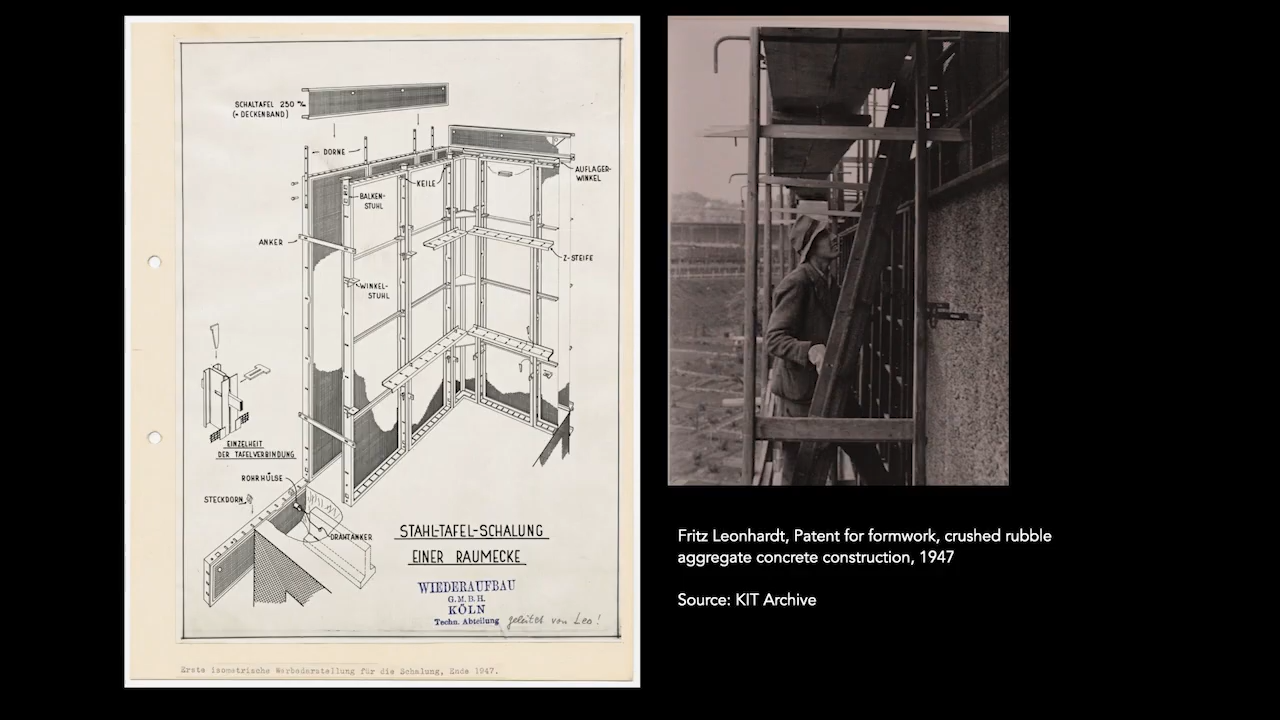 SCHALTAFEL 250 m/m
(= DECKENBAND)
DORNE
AUFLAGER-
WINKEL
KEILE
BALKEN-
STUHL
ANKER
Z-STEIFE
WINKEL-
STUHL
EINZELHEIT
DER TAFELVERBINDUNG
ROHRHÜLSE
STECKDORN
DRAHTANKER
STAHL-TAFEL-SCHALUNG
EINER RAUMECKE
WIEDERAUFBAU
G.M.B.H.
KÖLN
Techn. Abteilung geleitet von Leo!
Erste isometrische Werbedarstellung für die Schalung, Ende 1947.
Fritz Leonhardt, Patent for formwork, crushed rubble
aggregate concrete construction, 1947
Source: KIT Archive